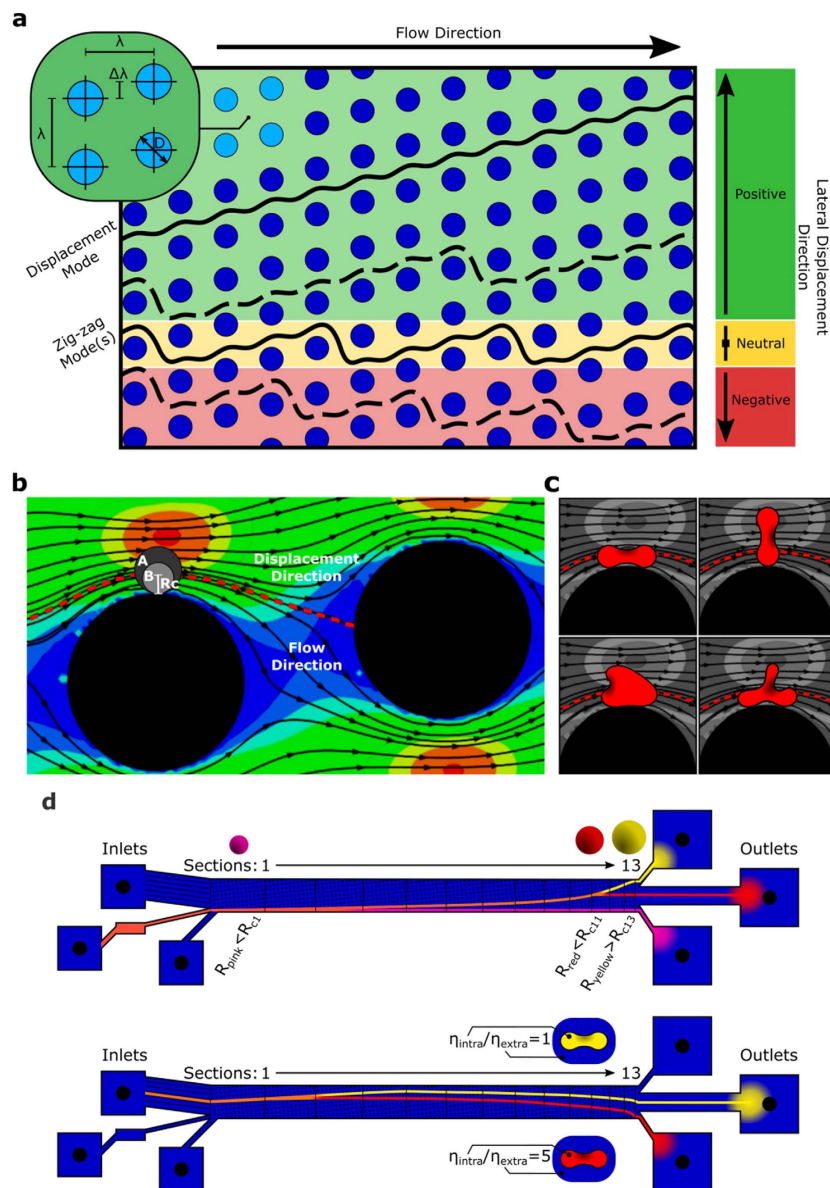 a
Flow Direction
λ
Δλ
λ
D
Positive
Neutral
Negative
Lateral Displacement
Direction
Displacement
Mode
Zig-zag
Mode(s)
b
A
B
Rc
Displacement
Direction
Flow
Direction
c
d
Inlets
Sections: 1
13
Outlets
R_pink<R_c1
R_red<R_c11
R_yellow>R_c13
η_intra/η_extra=1
Inlets
Sections: 1
13
Outlets
η_intra/η_extra=5